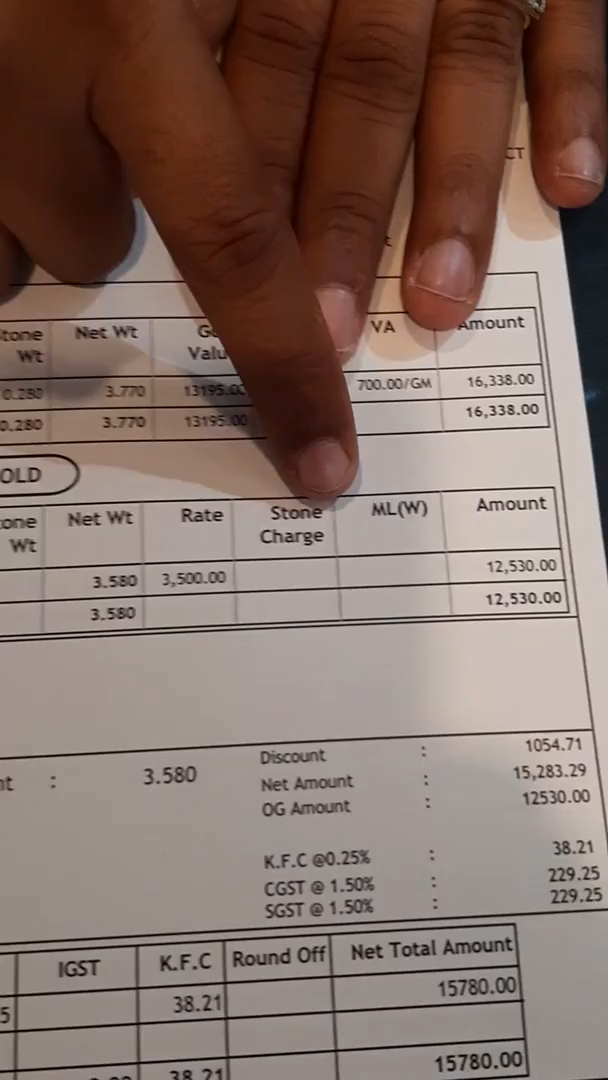 CT
tone Net Wt VA Amount
Wt Valu
0.280 3.770 13195.00 700.00/GM 16,338.00
0.280 3.770 13195.00 16,338.00
OLD
one Net Wt Rate Stone ML(W) Amount
Wt Charge
3.580 3,500.00 12,530.00
3.580 12,530.00
Discount : 1054.71
nt : 3.580 Net Amount : 15,283.29
OG Amount : 12530.00
K.F.C @0.25% : 38.21
CGST @ 1.50% : 229.25
SGST @ 1.50% : 229.25
IGST K.F.C Round Off Net Total Amount
5 38.21 15780.00
38.21 15780.00